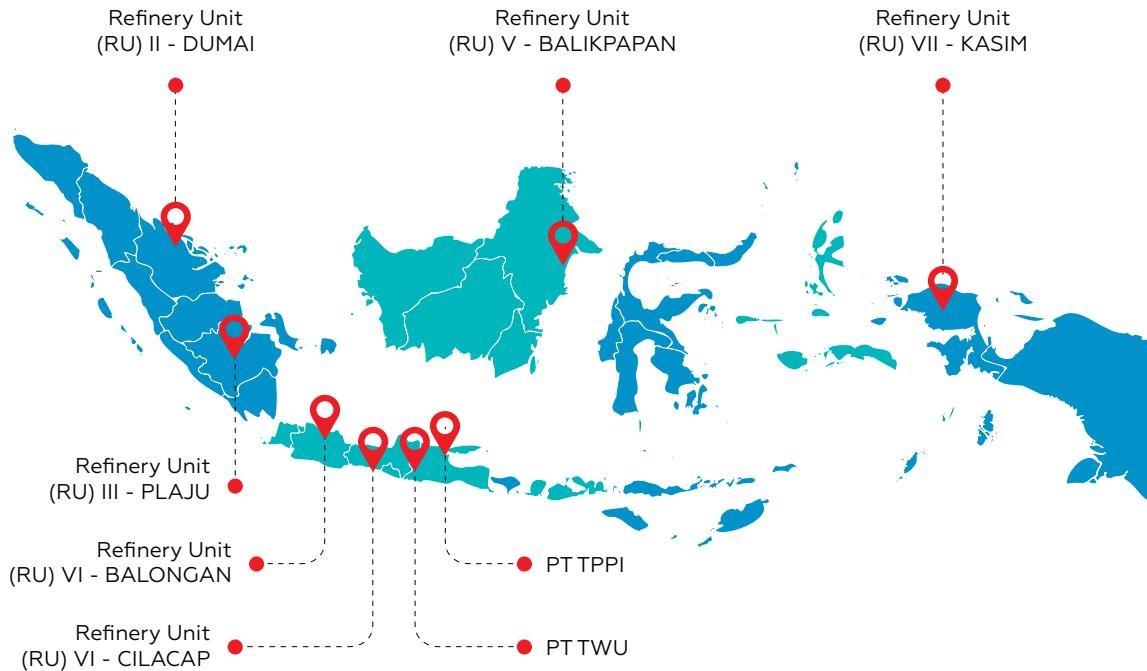 Refinery Unit
(RU) II - DUMAI
Refinery Unit
(RU) V - BALIKPAPAN
Refinery Unit
(RU) VII - KASIM
Refinery Unit
(RU) III - PLAJU
Refinery Unit
(RU) VI - BALONGAN
PT TPPI
Refinery Unit
(RU) VI - CILACAP
PT TWU